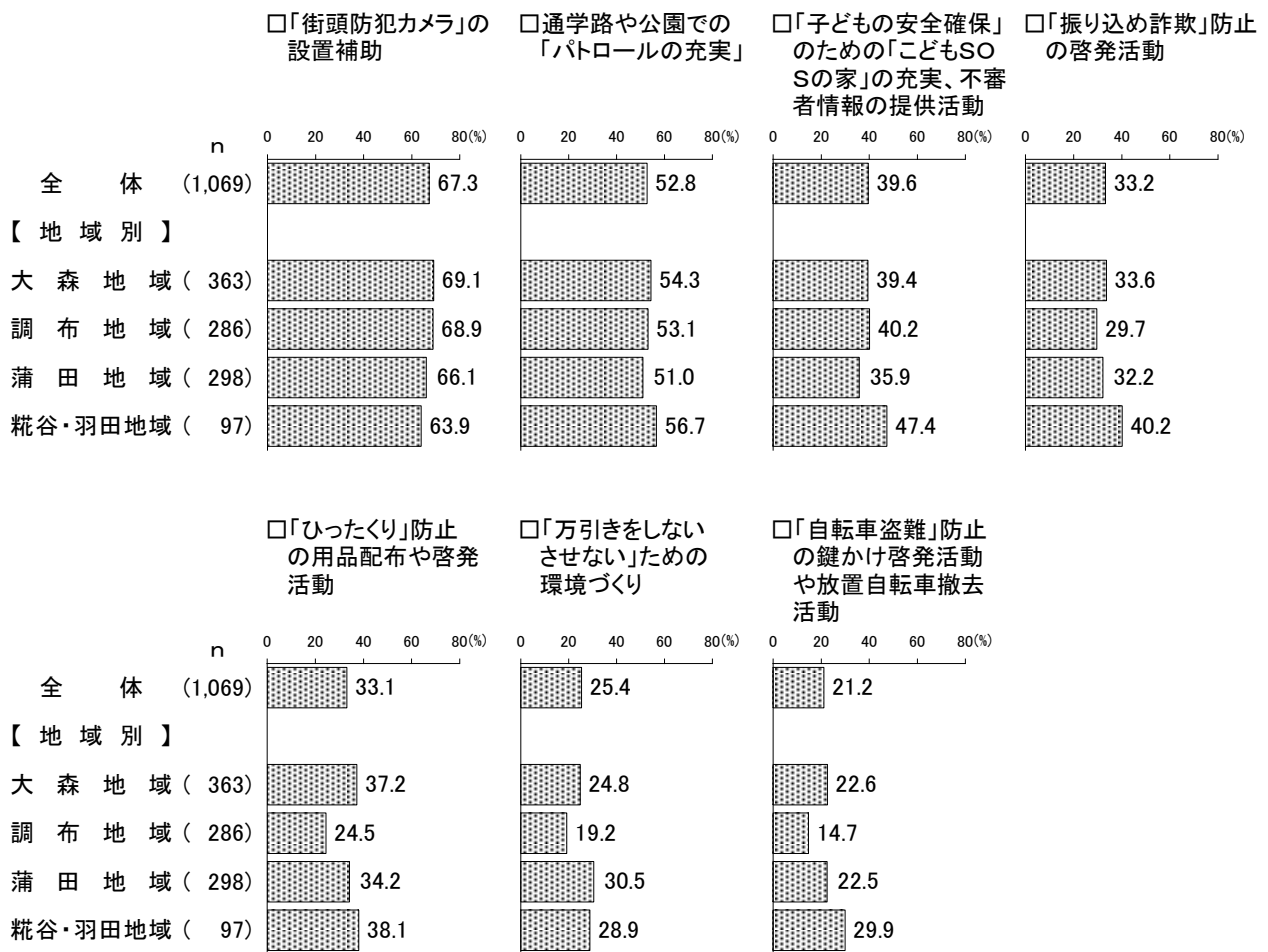 □「街頭防犯カメラ」の
設置補助
□通学路や公園での
「パトロールの充実」
□「子どもの安全確保」
のための「こどもSO
Sの家」の充実、不審
者情報の提供活動
□「振り込め詐欺」防止
の啓発活動
0 20 40 60 80(%) 0 20 40 60 80(%) 0 20 40 60 80(%) 0 20 40 60 80(%)
n
全体 (1,069) 67.3 52.8 39.6 33.2
【地域別】
大森地域( 363) 69.1 54.3 39.4 33.6
調布地域( 286) 68.9 53.1 40.2 29.7
蒲田地域( 298) 66.1 51.0 35.9 32.2
糀谷・羽田地域( 97) 63.9 56.7 47.4 40.2
□「ひったくり」防止
の用品配布や啓発
活動
□「万引きをしない
させない」ための
環境づくり
□「自転車盗難」防止
の鍵かけ啓発活動
や放置自転車撤去
活動
0 20 40 60 80(%) 0 20 40 60 80(%) 0 20 40 60 80(%)
n
全体 (1,069) 33.1 25.4 21.2
【地域別】
大森地域( 363) 37.2 24.8 22.6
調布地域( 286) 24.5 19.2 14.7
蒲田地域( 298) 34.2 30.5 22.5
糀谷・羽田地域( 97) 38.1 28.9 29.9